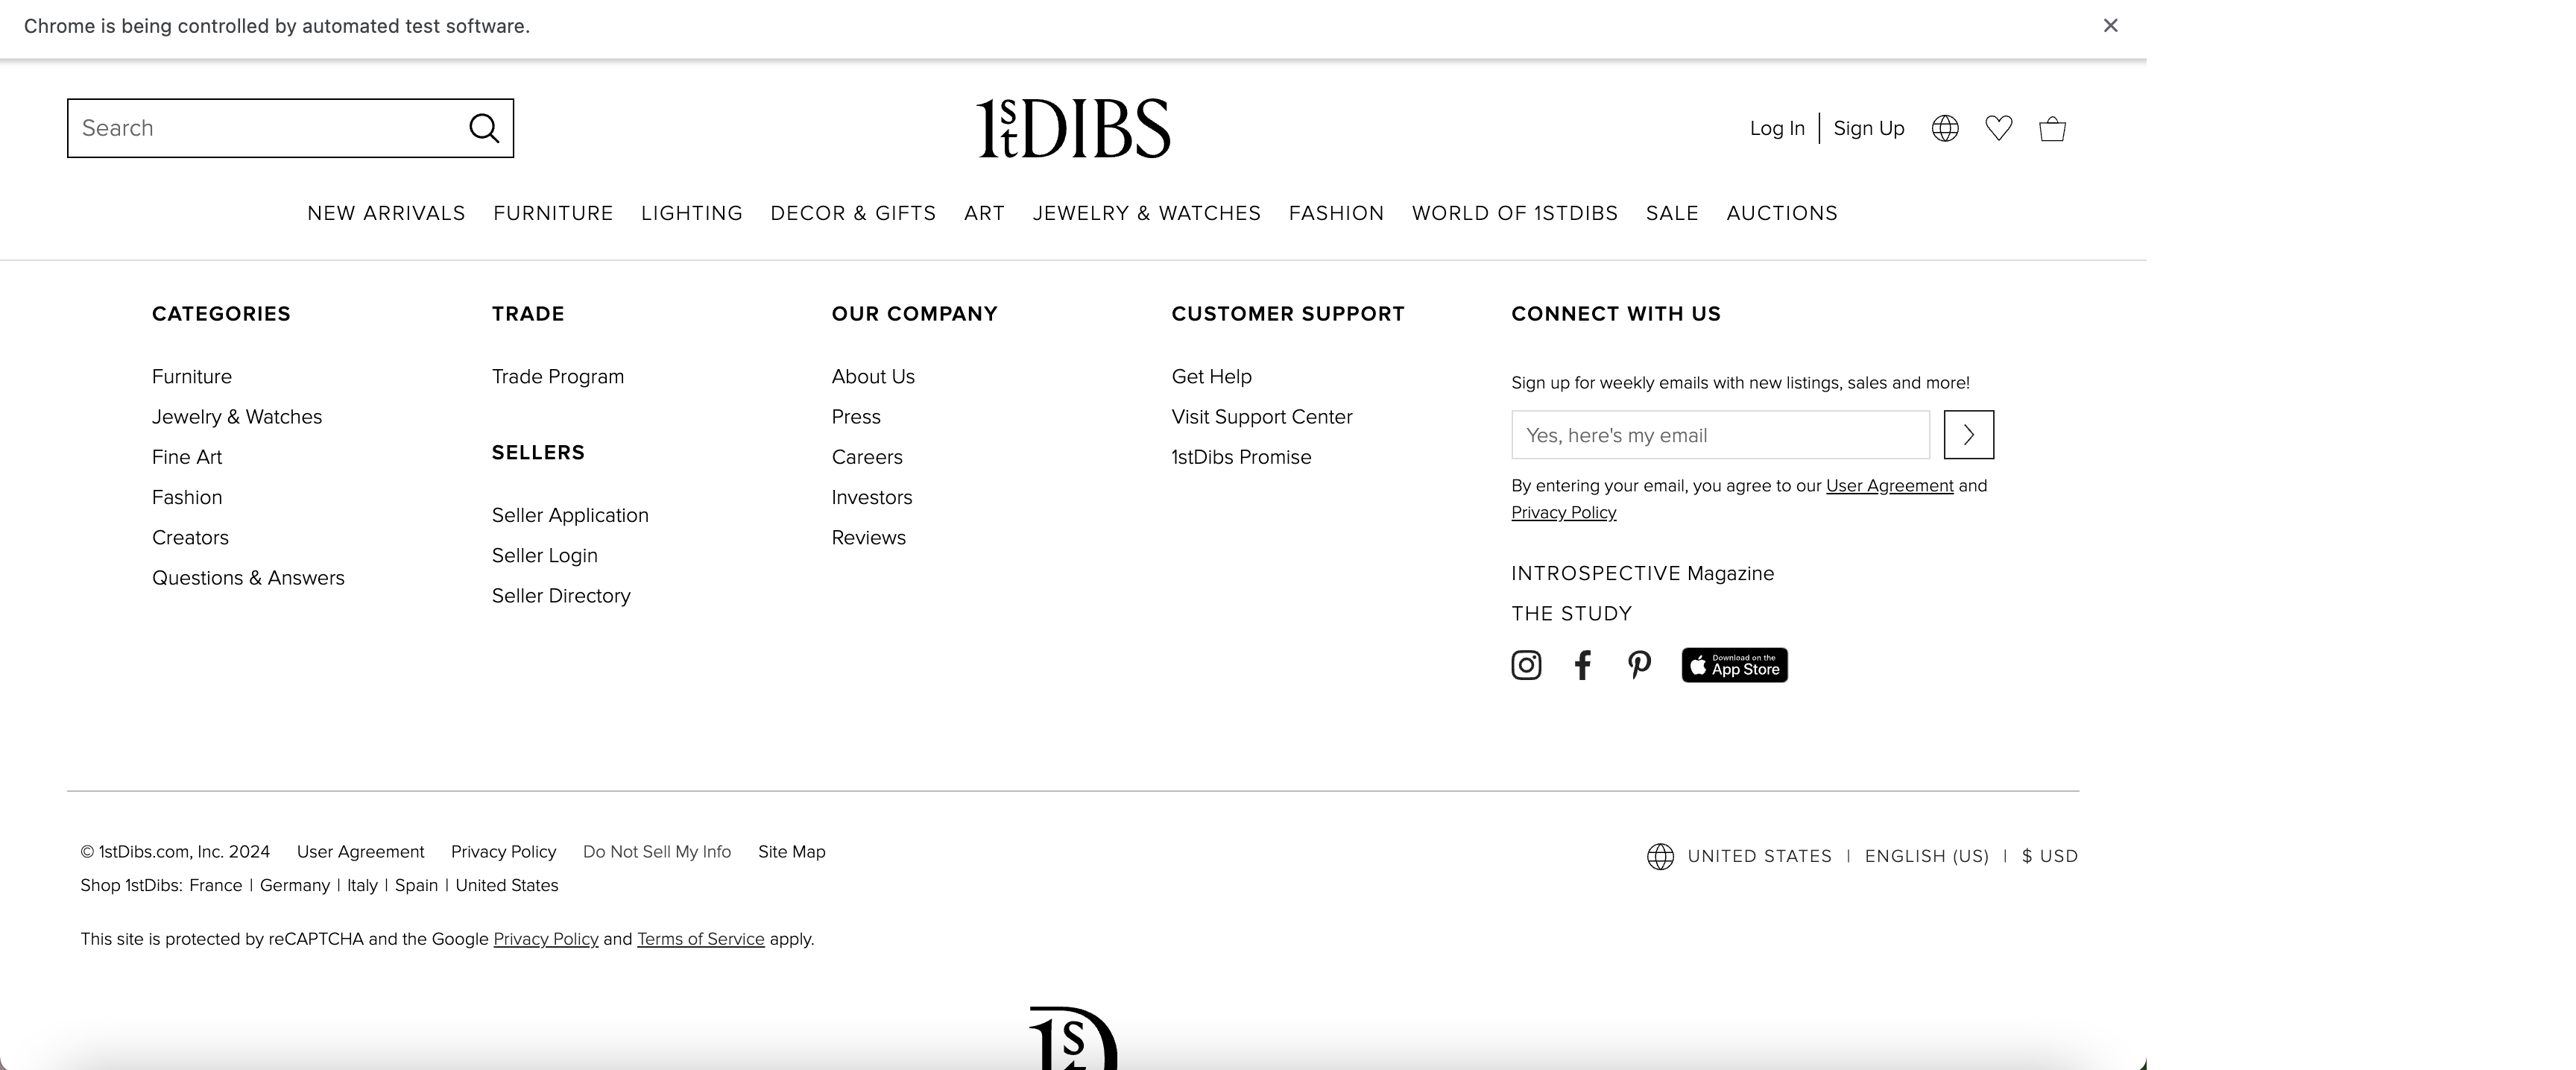 Chrome is being controlled by automated test software.
Search
1stDIBS
Log In | Sign Up
NEW ARRIVALS FURNITURE LIGHTING DECOR & GIFTS ART JEWELRY & WATCHES FASHION WORLD OF 1STDIBS SALE AUCTIONS
CATEGORIES
Furniture
Jewelry & Watches
Fine Art
Fashion
Creators
Questions & Answers
TRADE
Trade Program
SELLERS
Seller Application
Seller Login
Seller Directory
OUR COMPANY
About Us
Press
Careers
Investors
Reviews
CUSTOMER SUPPORT
Get Help
Visit Support Center
1stDibs Promise
CONNECT WITH US
Sign up for weekly emails with new listings, sales and more!
Yes, here's my email
By entering your email, you agree to our User Agreement and
Privacy Policy
INTROSPECTIVE Magazine
THE STUDY
Download on the
App Store
© 1stDibs.com, Inc. 2024 User Agreement Privacy Policy Do Not Sell My Info Site Map
Shop 1stDibs: France | Germany | Italy | Spain | United States
UNITED STATES | ENGLISH (US) | $ USD
This site is protected by reCAPTCHA and the Google Privacy Policy and Terms of Service apply.
1st